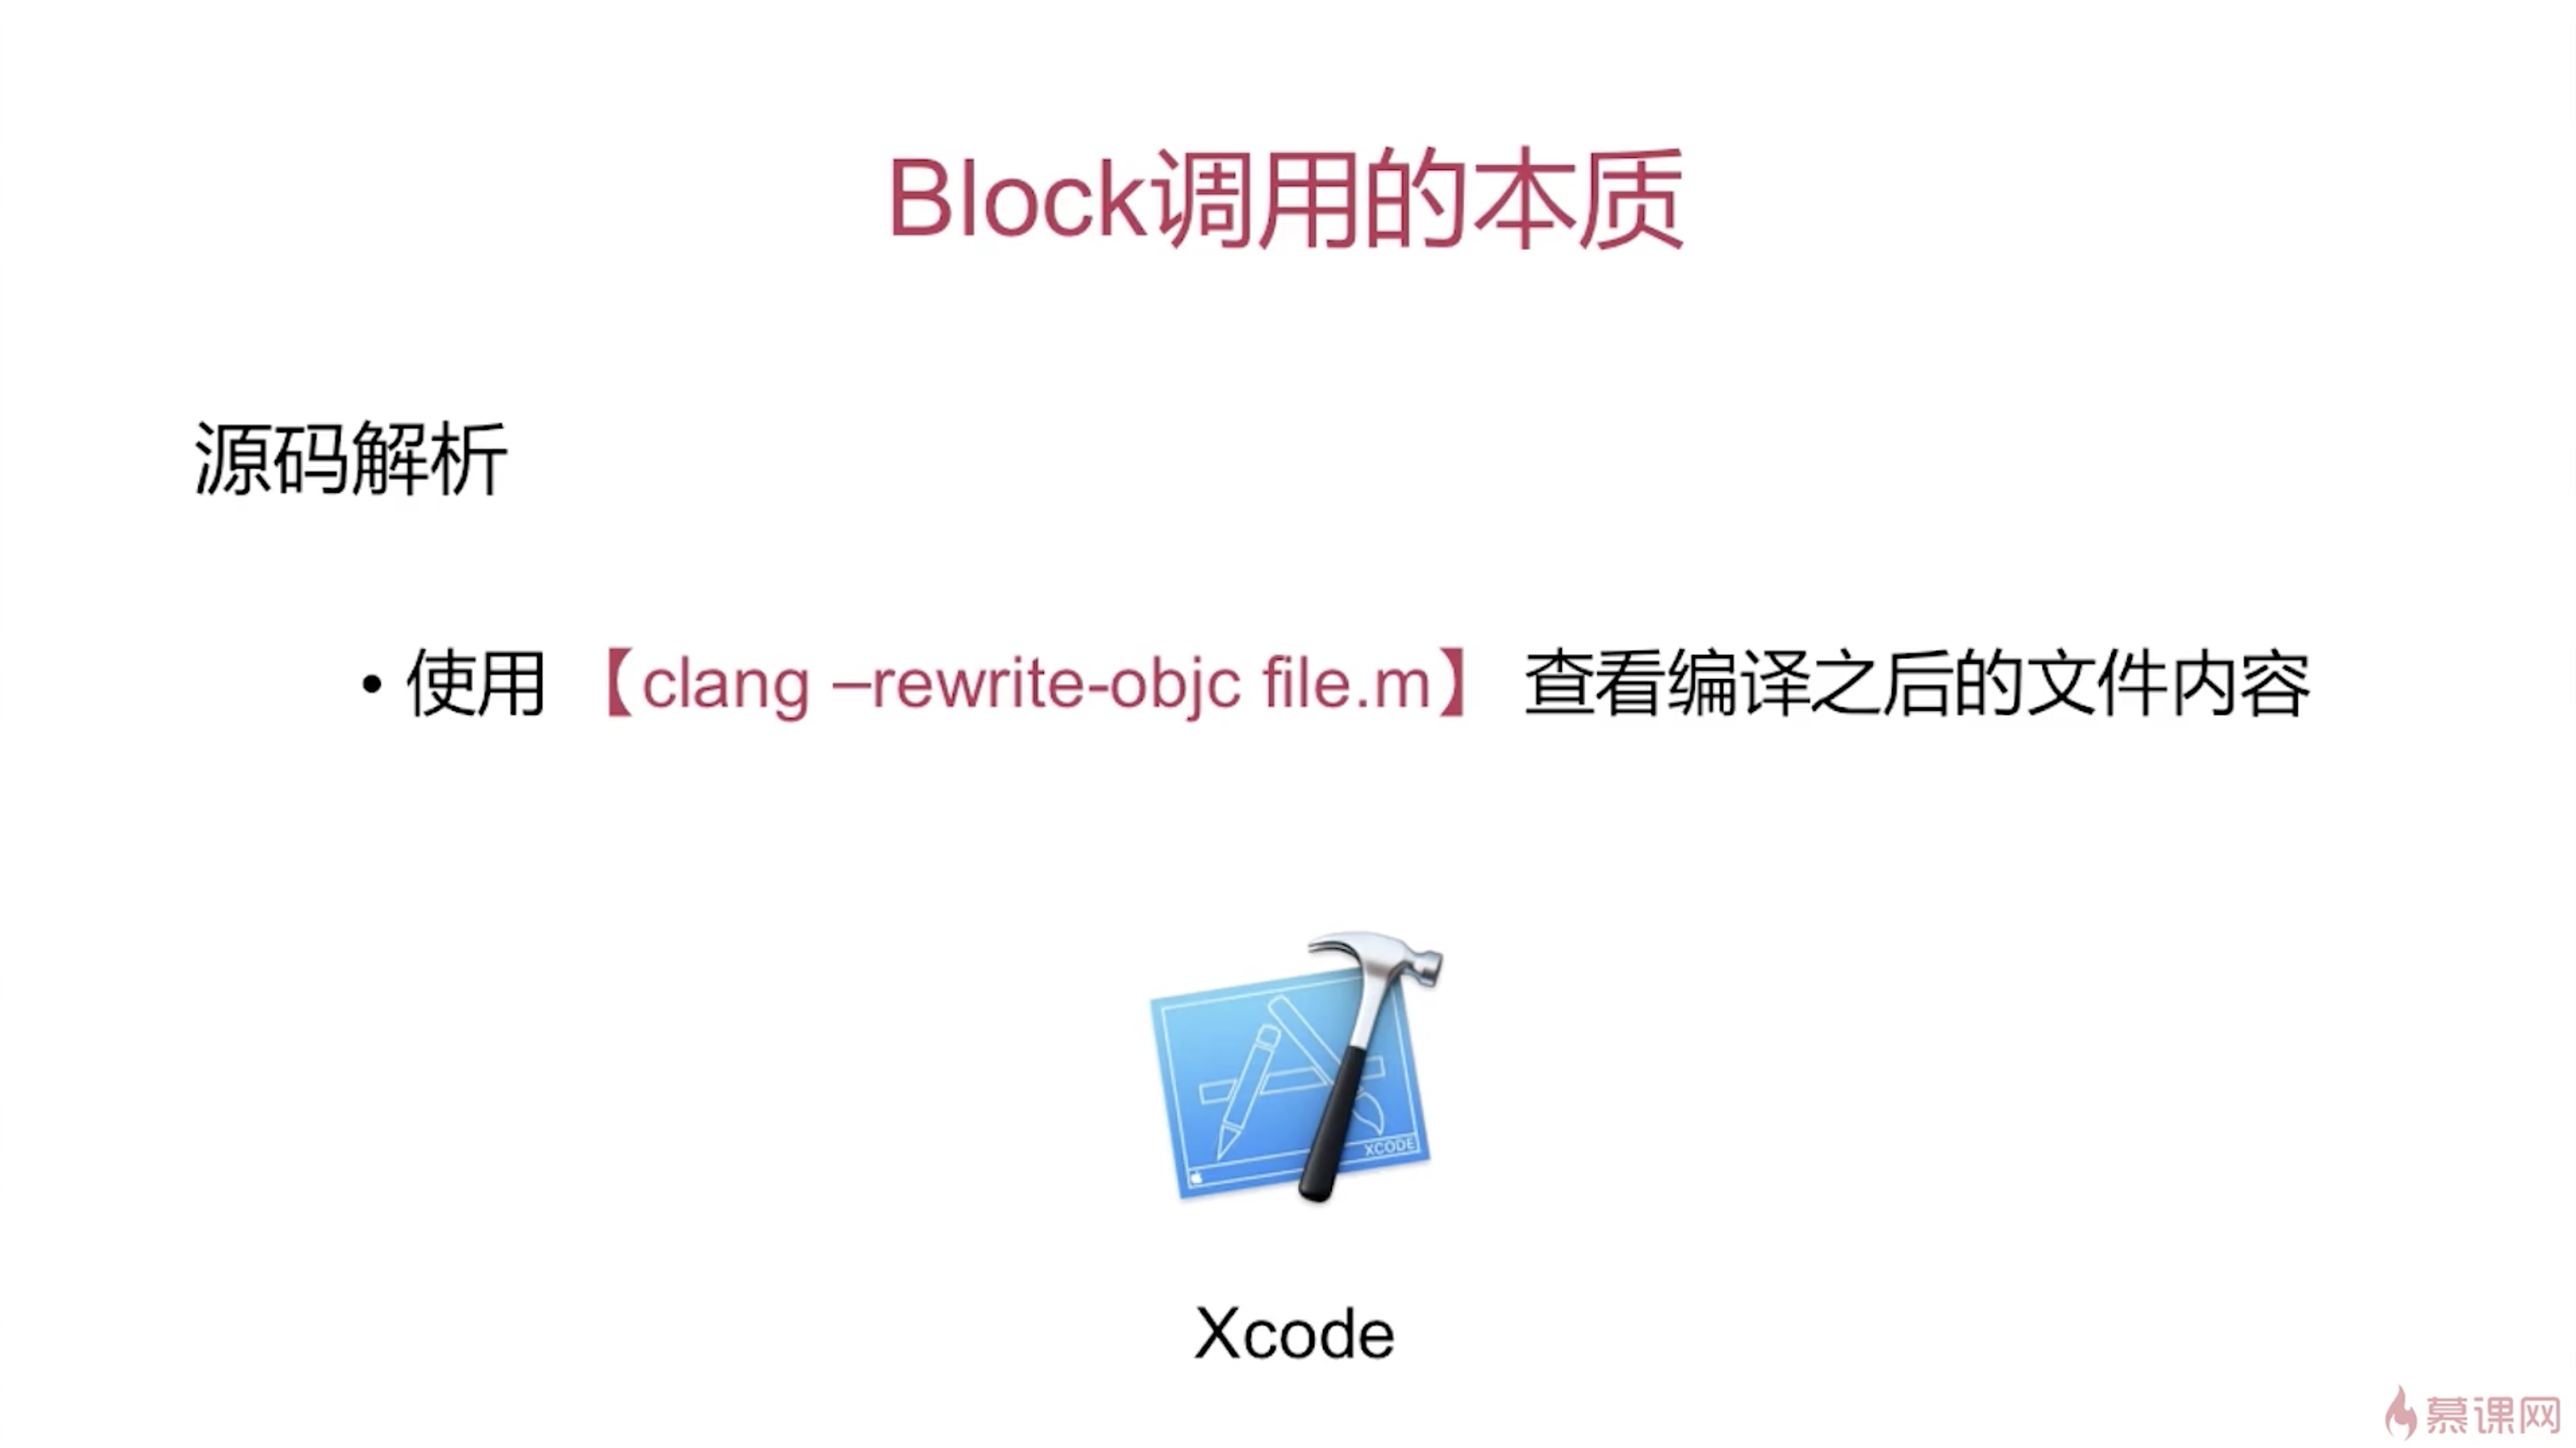 Block调用的本质
源码解析
• 使用 【clang –rewrite-objc file.m】 查看编译之后的文件内容
XCODE
Xcode
慕课网